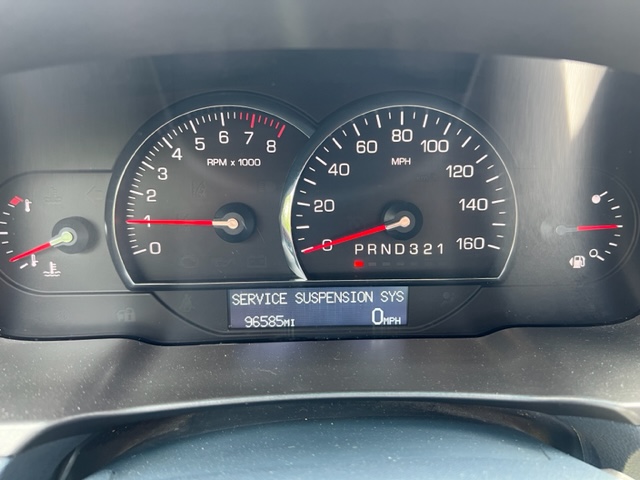 0 1 2 3 4 5 6 7 8
RPM x 1000
0 20 40 60 80 100 120 140 160
MPH
PRND321
SERVICE SUSPENSION SYS
96585MI 0MPH